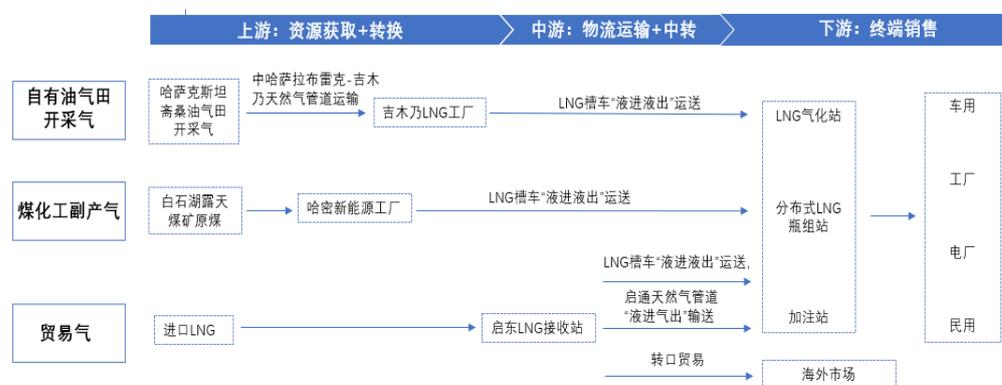 上游：资源获取+转换
中游：物流运输+中转
下游：终端销售
自有油气田
开采气
哈萨克斯坦
斋桑油气田
开采气
中哈萨拉布雷克-吉木
乃天然气管道运输
吉木乃LNG工厂
LNG槽车“液进液出”运送
LNG气化站
车用
工厂
煤化工副产气
白石湖露天
煤矿原煤
哈密新能源工厂
LNG槽车“液进液出”运送
分布式LNG
瓶组站
电厂
LNG槽车“液进液出”运送,
贸易气
进口LNG
启东LNG接收站
启通天然气管道
“液进气出”输送
加注站
民用
转口贸易
海外市场